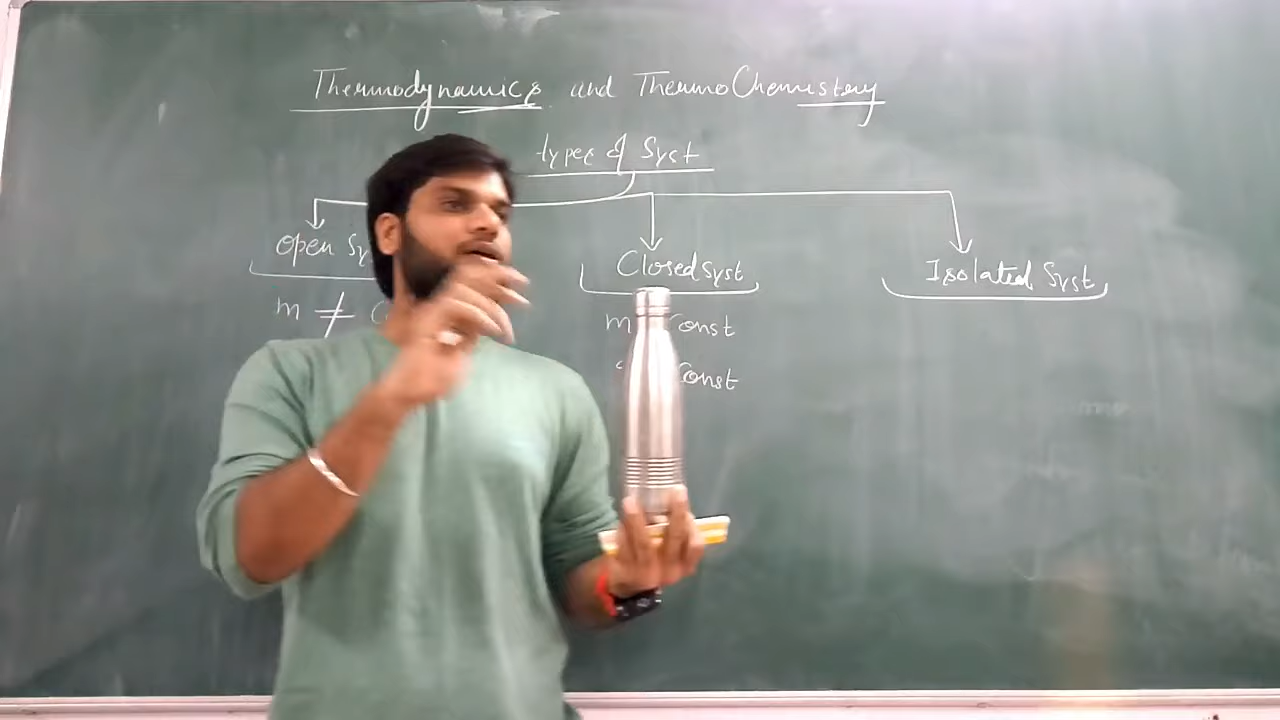 Thermodynamics and ThermoChemistry
types of Syst
open Sy
Closed Syst
Isolated Syst
m ≠ C
m Const
Const